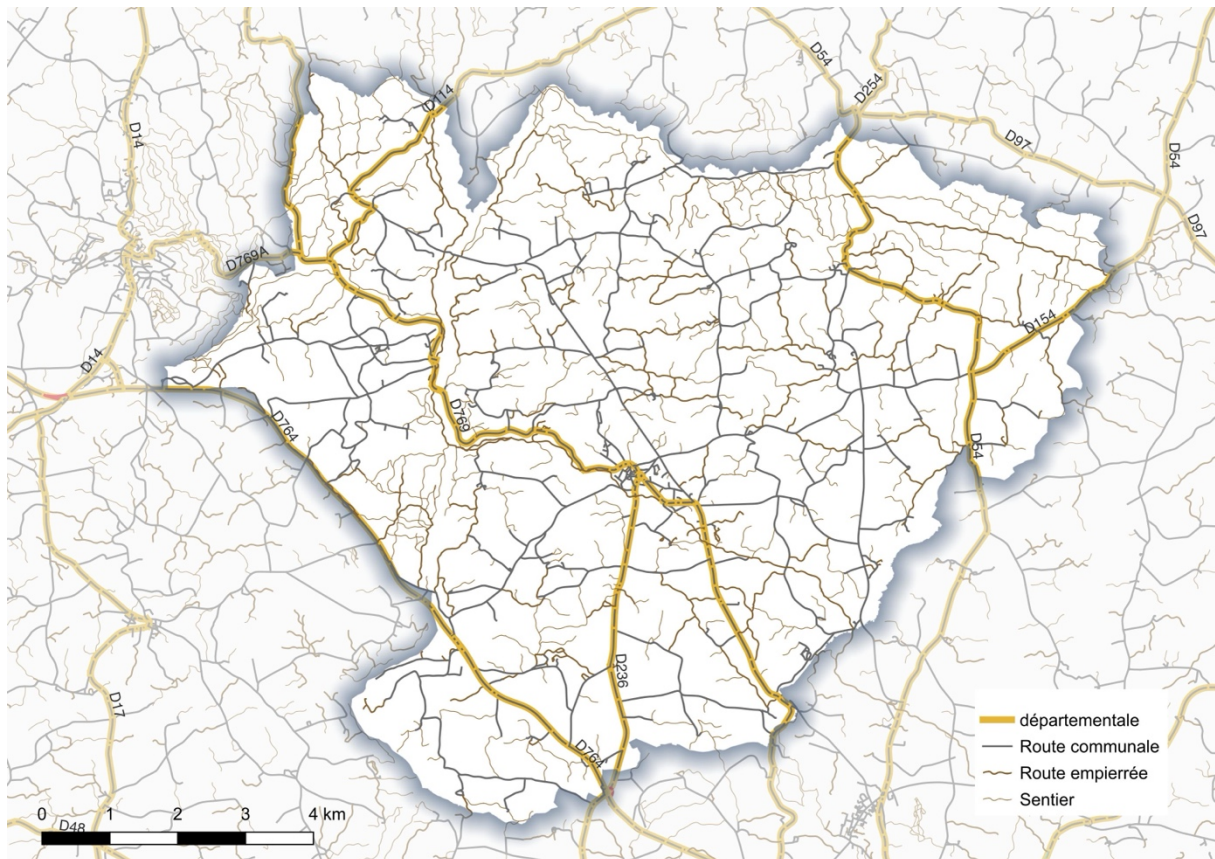 D54
D254
D114
D14
D97
D54
D97
D769A
D154
D14
D769
D764
D54
D236
D17
D764
départementale
Route communale
Route empierrée
Sentier
0 1 2 3 4 km
D48